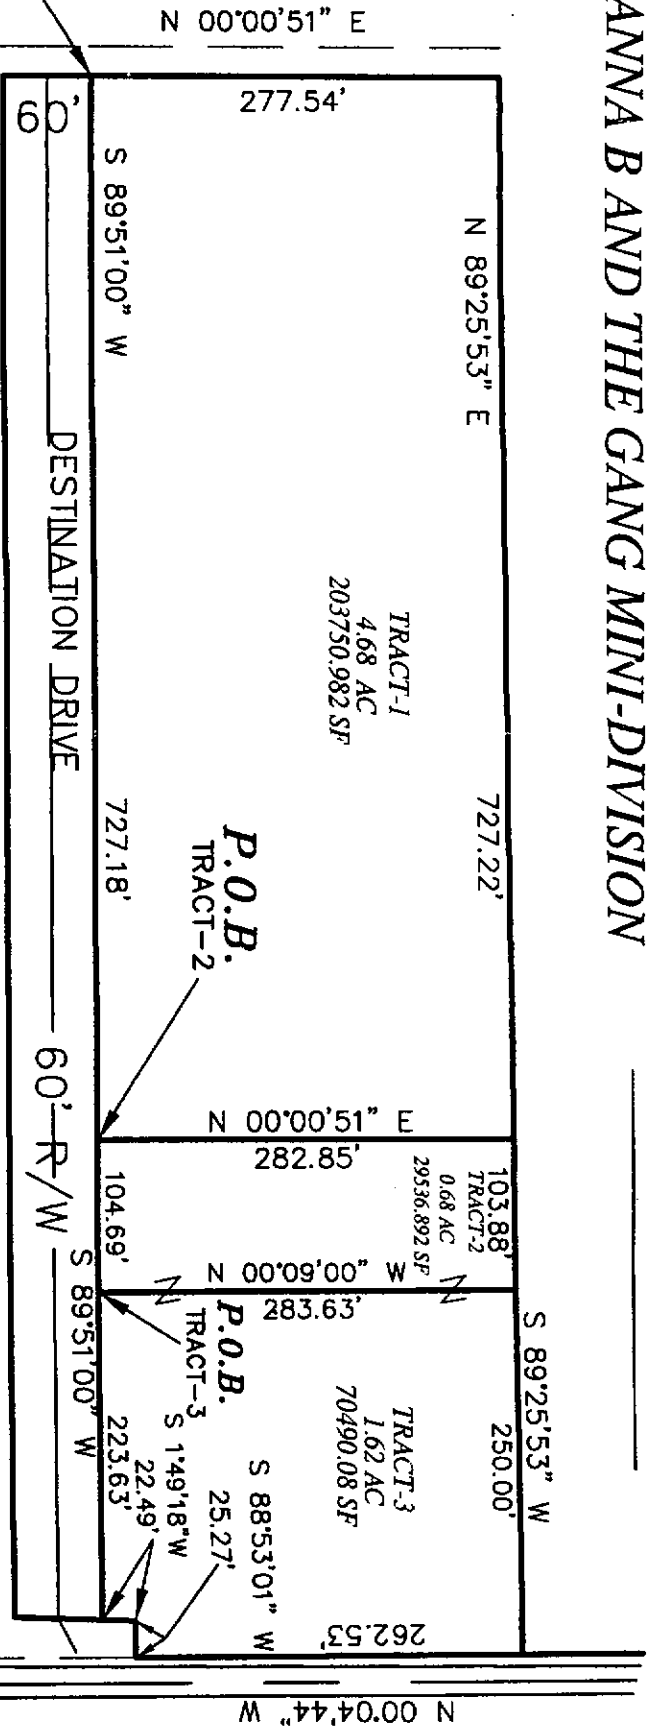 ANNA B AND THE GANG MINI-DIVISION
N 00°00'51" E
277.54'
60'
S 89°51'00" W
N 89°25'53" E
DESTINATION DRIVE
TRACT-1
4.68 AC
203750.982 SF
727.22'
727.18'
P.O.B.
TRACT-2
60' R/W
N 00°00'51" E
282.85'
103.88'
TRACT-2
0.68 AC
29536.892 SF
104.69'
N 00°09'60'00" W
283.63'
P.O.B.
TRACT-3
S 89°51'00" W
223.63'
S 89°25'53" W
250.00'
TRACT-3
1.62 AC
70490.08 SF
S 1°49'18"W
22.49'
S 88°53'01" W
25.27'
262.53'
N 00°04'44" W